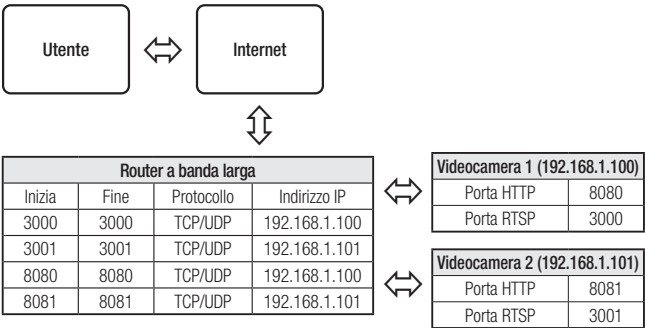 Utente
Internet
Router a banda larga
Inizia Fine Protocollo Indirizzo IP
3000 3000 TCP/UDP 192.168.1.100
3001 3001 TCP/UDP 192.168.1.101
8080 8080 TCP/UDP 192.168.1.100
8081 8081 TCP/UDP 192.168.1.101
Videocamera 1 (192.168.1.100)
Porta HTTP 8080
Porta RTSP 3000
Videocamera 2 (192.168.1.101)
Porta HTTP 8081
Porta RTSP 3001